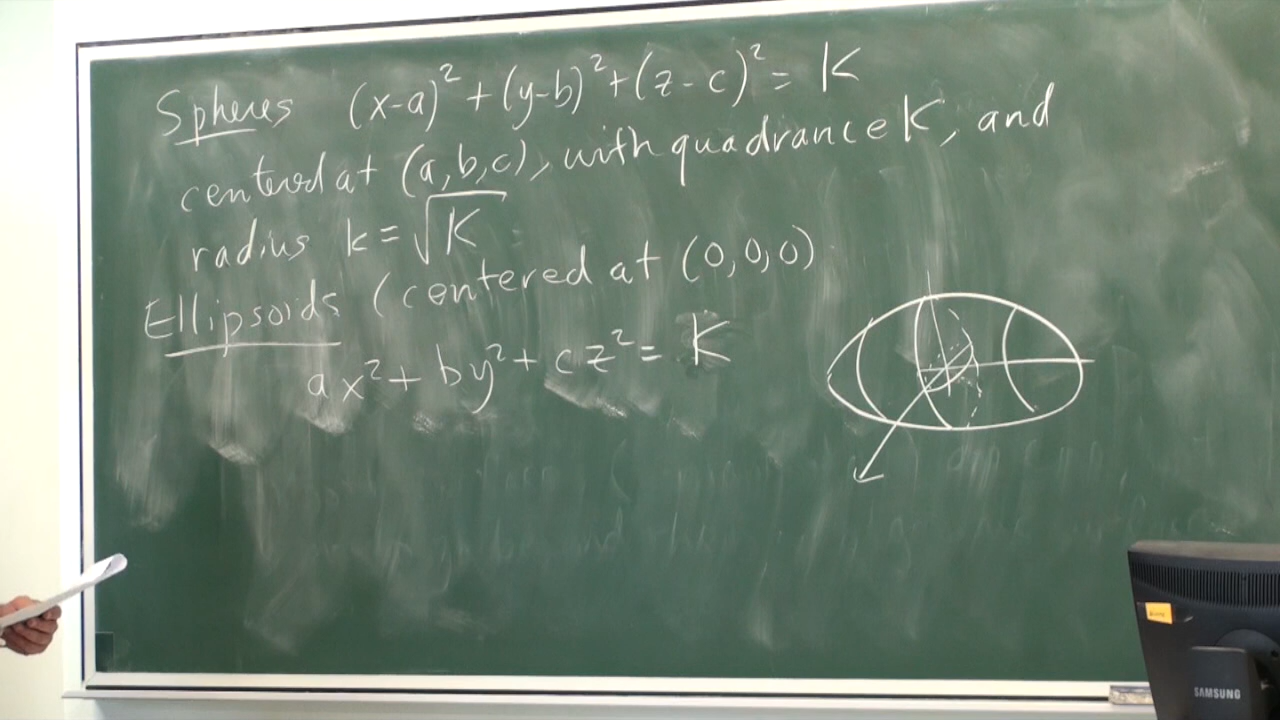 Spheres (x-a)² + (y-b)² + (z-c)² = K
centered at (a,b,c), with quadrance K, and
radius k = √K
Ellipsoids (centered at (0,0,0)
ax² + by² + cz² = K
SAMSUNG